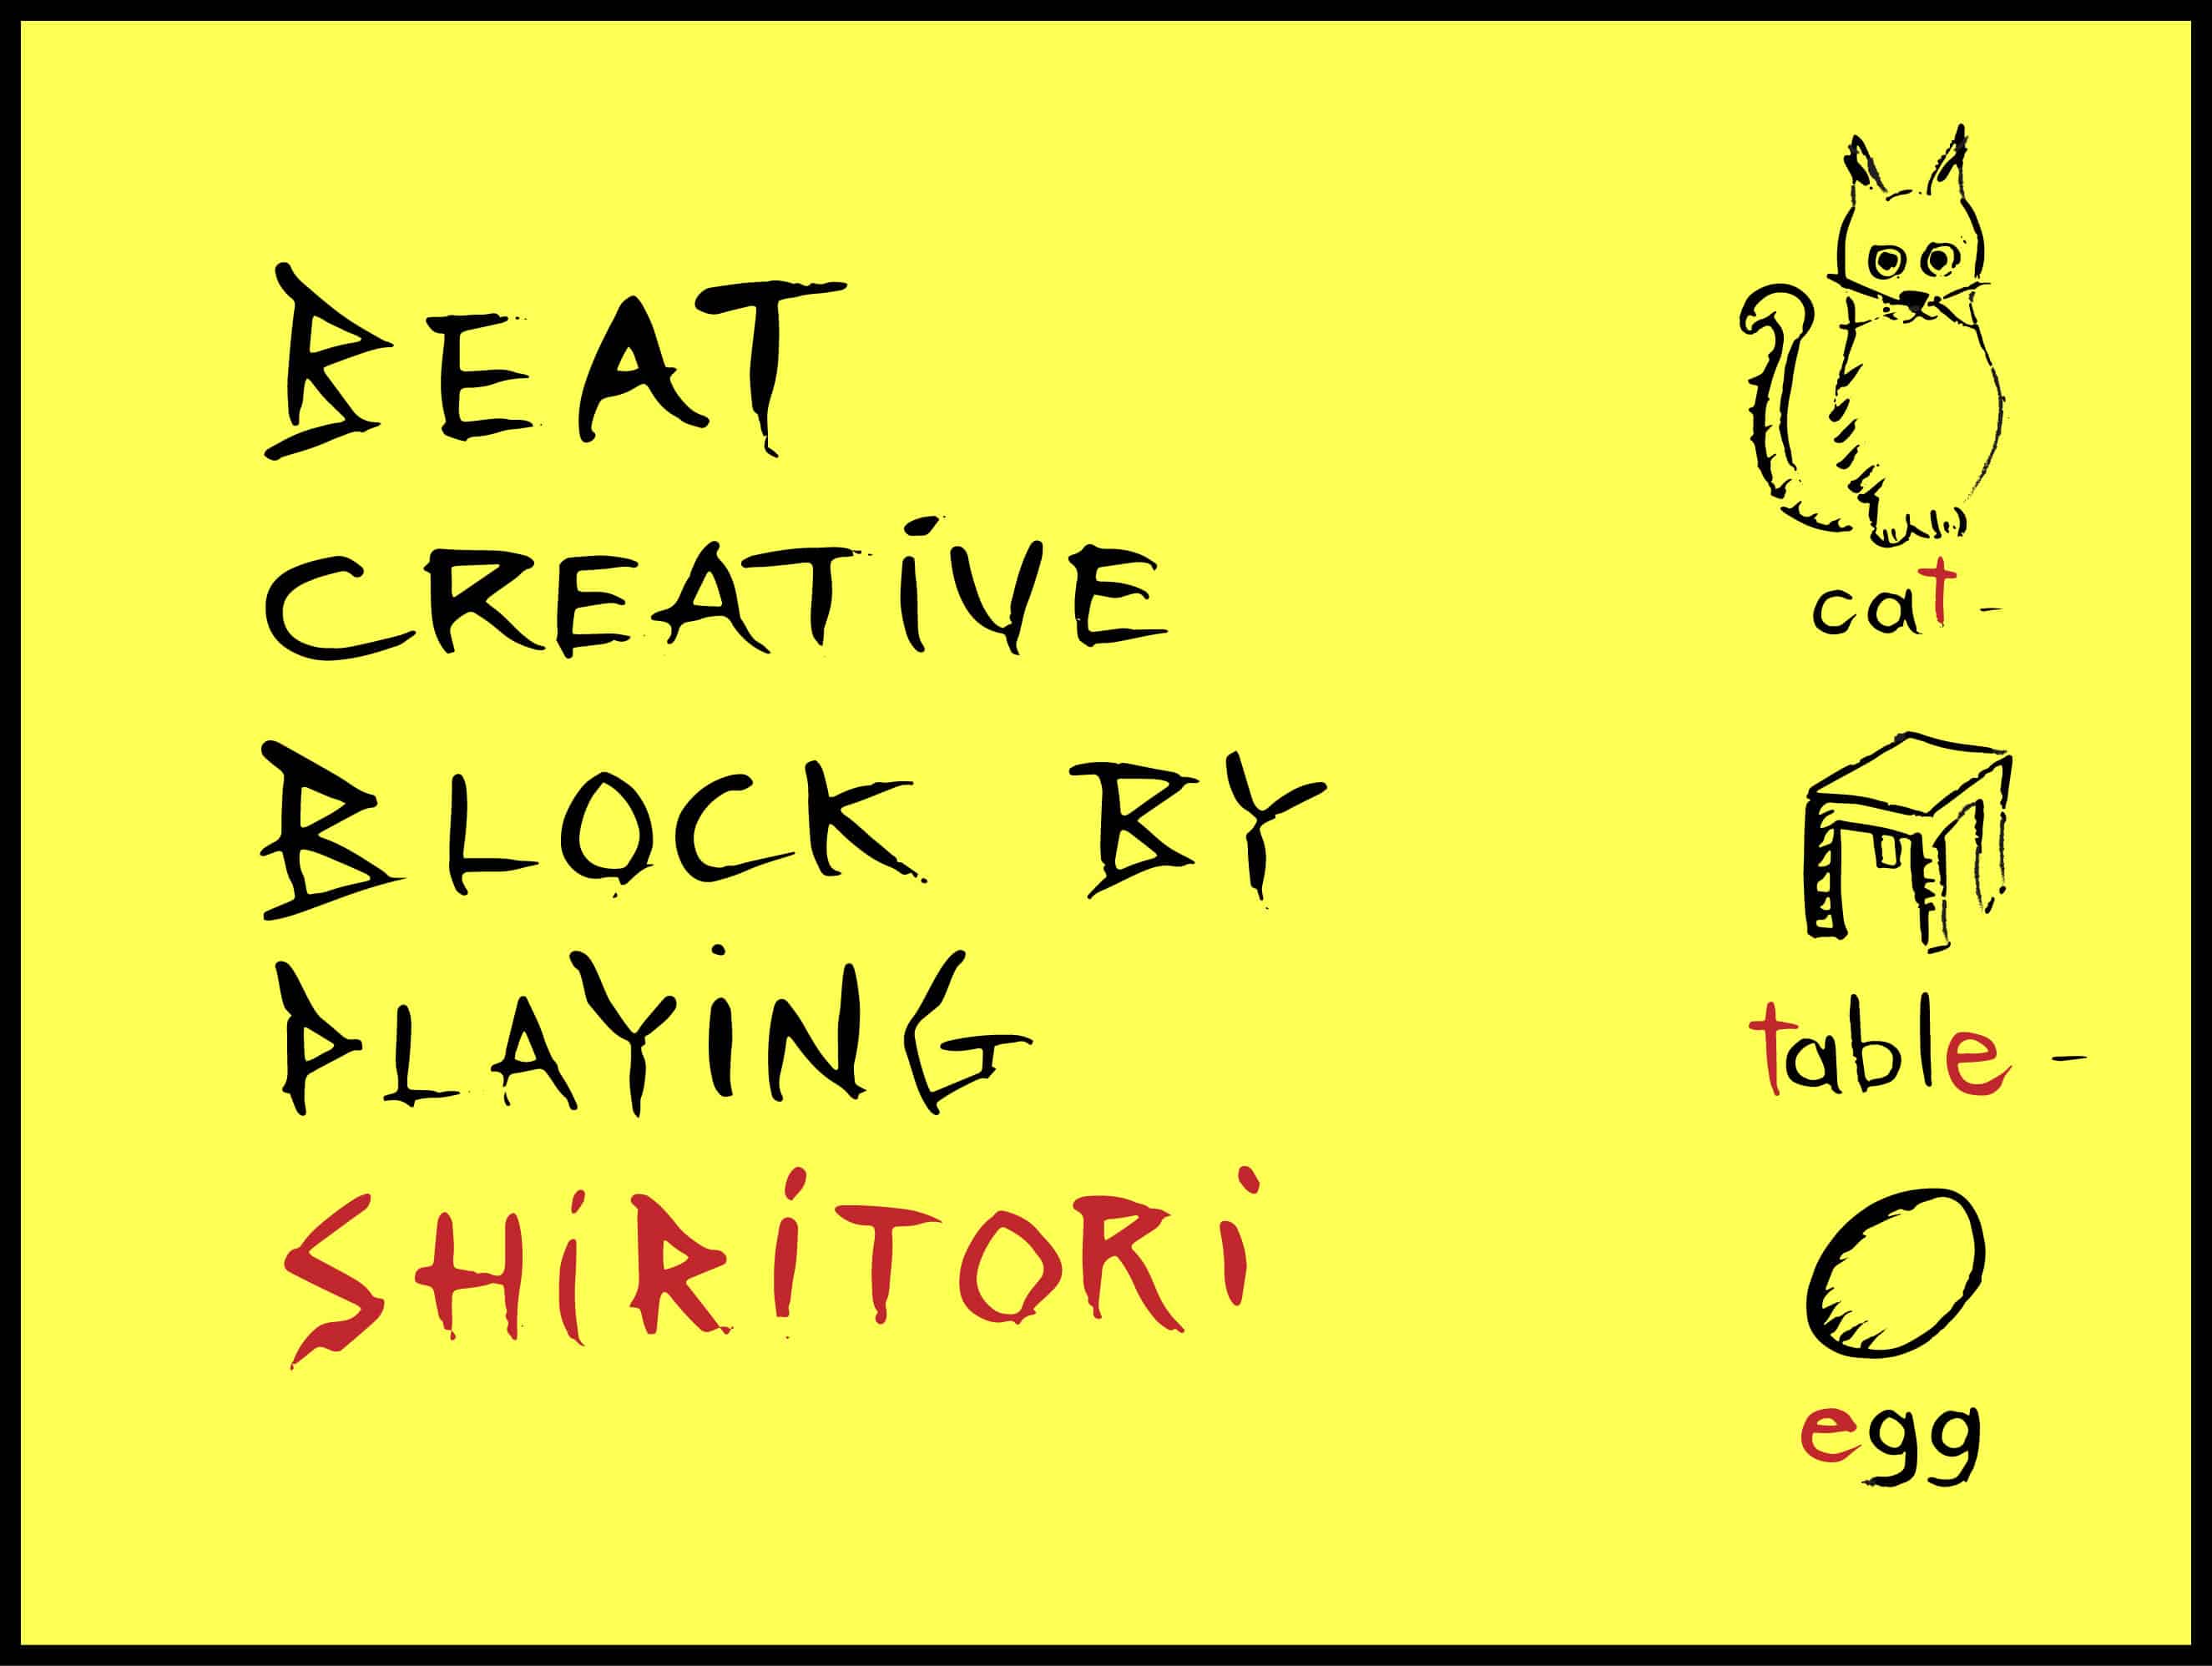 BEAT
CREATiVE
BLOCK BY
PLAYiNG
SHiRiTORi
cat -
table -
egg